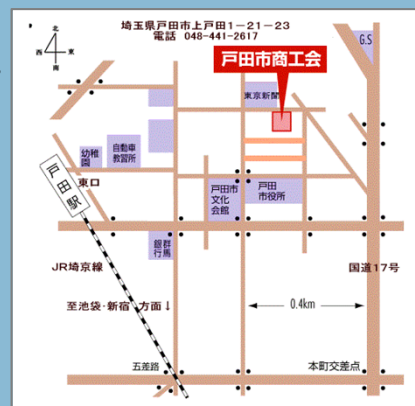 埼玉県戸田市上戸田1-21-23
電話 048-441-2617
北
西 東
南
戸田市商工会
G.S
東京新聞
幼稚
園
自動車
教習所
東口
戸田駅
戸田市
文化
会館
戸田
市役所
群馬
銀行
JR埼京線
国道17号
至池袋・新宿 方面↓
0.4km
五差路
本町交差点